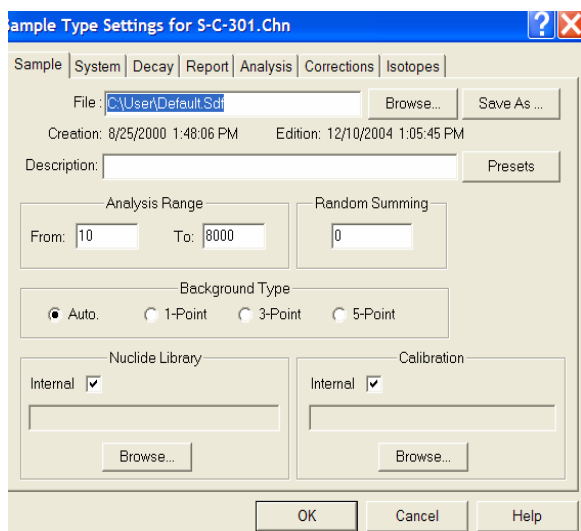 Sample Type Settings for S-C-301.Chn ? X
Sample System Decay Report Analysis Corrections Isotopes
File : C:\User\Default.Sdf Browse... Save As ...
Creation: 8/25/2000 1:48:06 PM Edition: 12/10/2004 1:05:45 PM
Description: Presets
Analysis Range Random Summing
From: 10 To: 8000 0
Background Type
Auto. 1-Point 3-Point 5-Point
Nuclide Library Calibration
Internal Internal
Browse... Browse...
OK Cancel Help